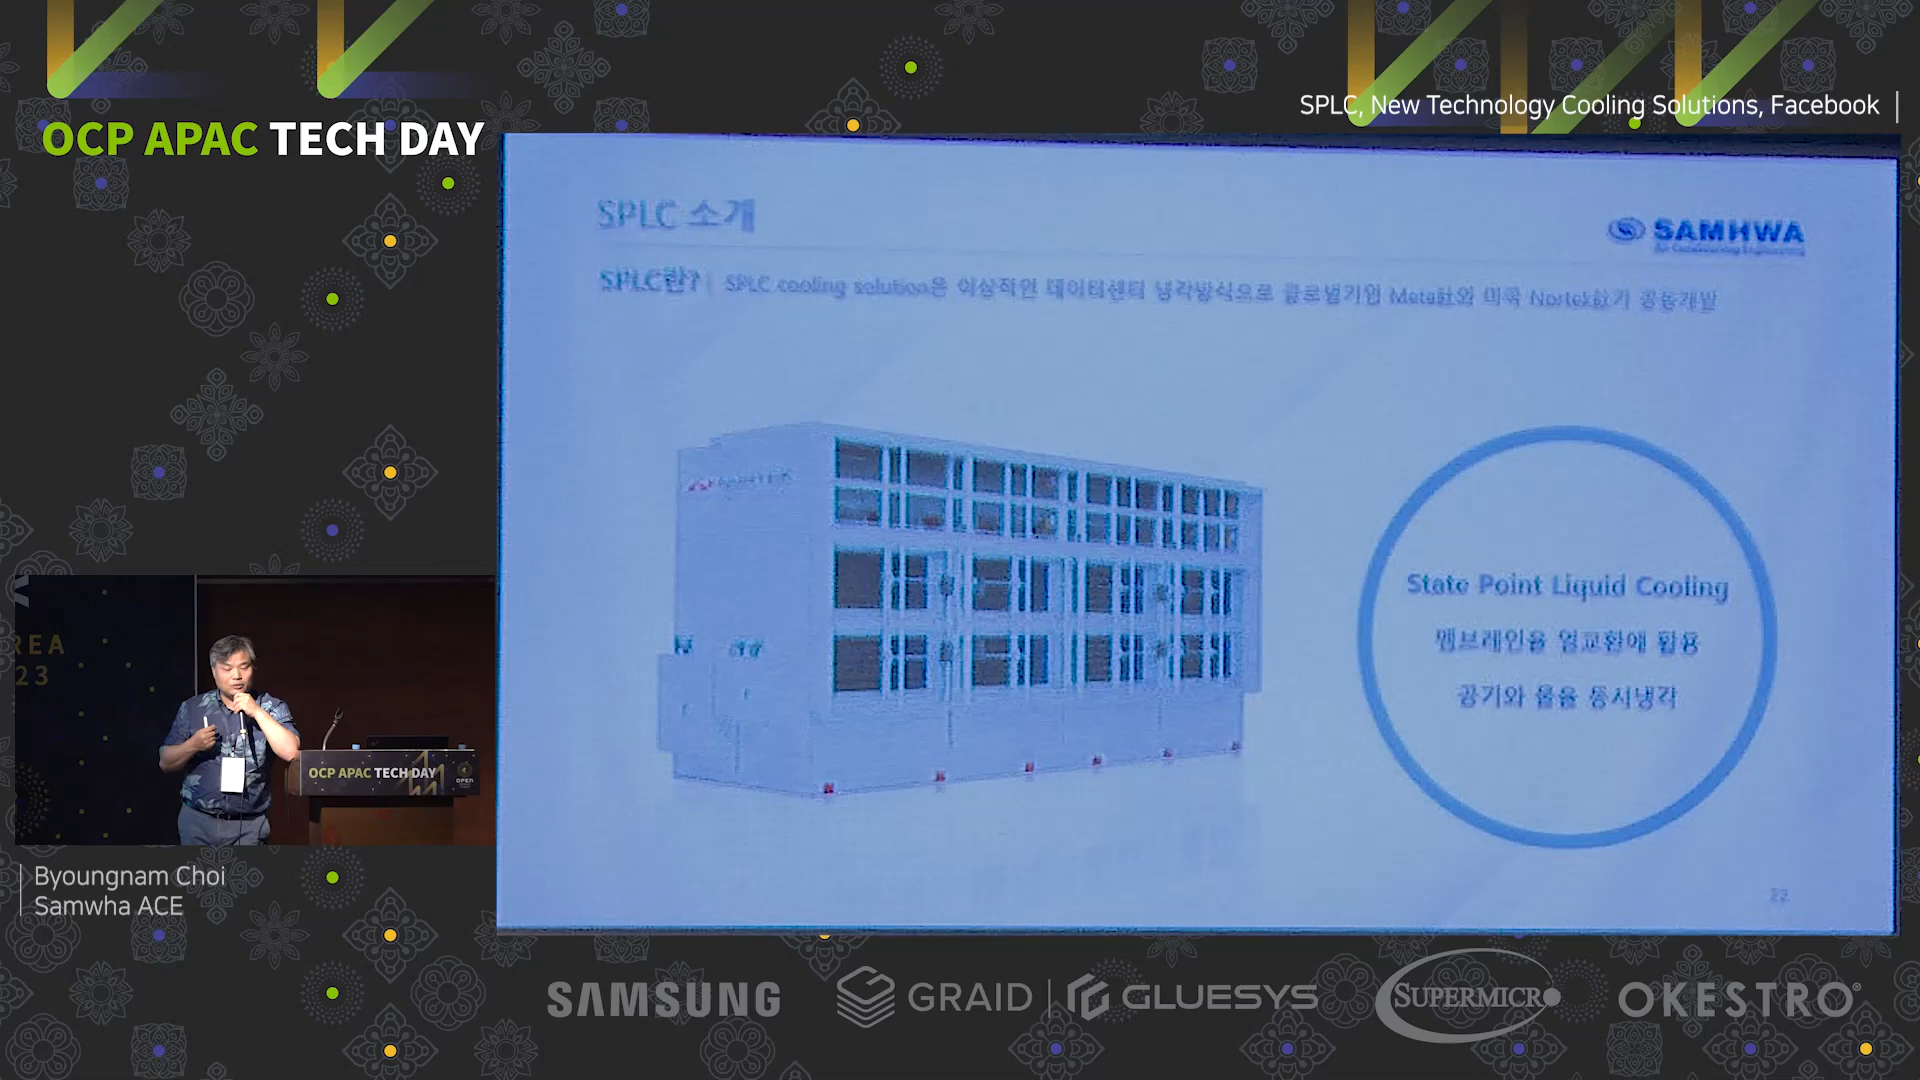 SPLC, New Technology Cooling Solutions, Facebook
OCP APAC TECH DAY
SPLC 소개
SAMHWA
SPLC란? | SPLC cooling solution은 이상적인 데이터센터 냉각방식으로 글로벌기업 Meta社와 미국 Nortek社가 공동개발
State Point Liquid Cooling
멤브레인을 열교환에 활용
공기와 물을 동시냉각
22
REA
23
OCP APAC TECH DAY
OPEN
Byoungnam Choi
Samwha ACE
SAMSUNG
GRAID
GLUESYS
SUPERMICRO
OKESTRO